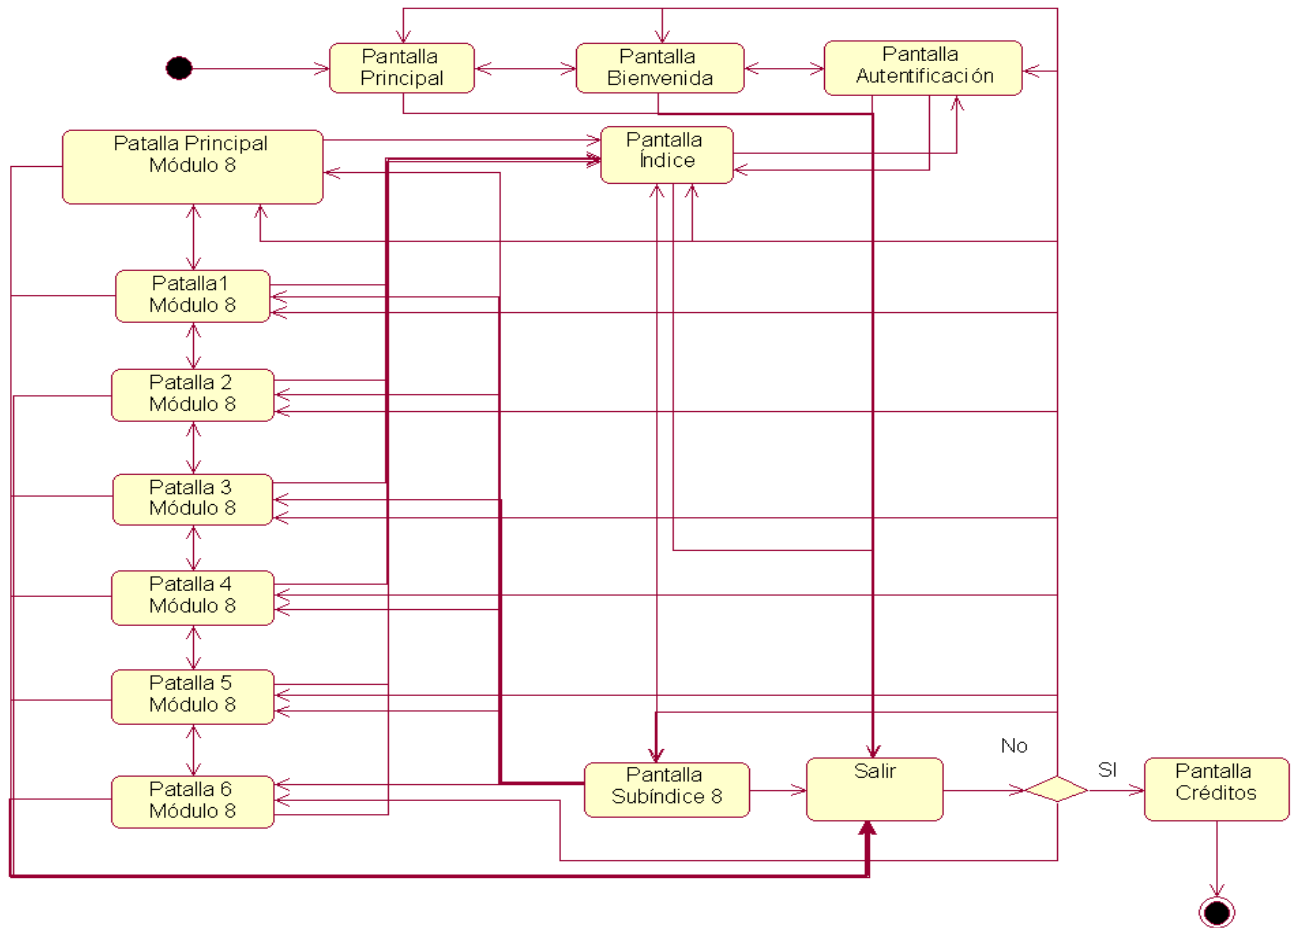 Pantalla
Principal
Pantalla
Bienvenida
Pantalla
Autentificación
Patalla Principal
Módulo 8
Pantalla
Índice
Patalla1
Módulo 8
Patalla 2
Módulo 8
Patalla 3
Módulo 8
Patalla 4
Módulo 8
Patalla 5
Módulo 8
Patalla 6
Módulo 8
Pantalla
Subíndice 8
Salir
No
SI
Pantalla
Créditos